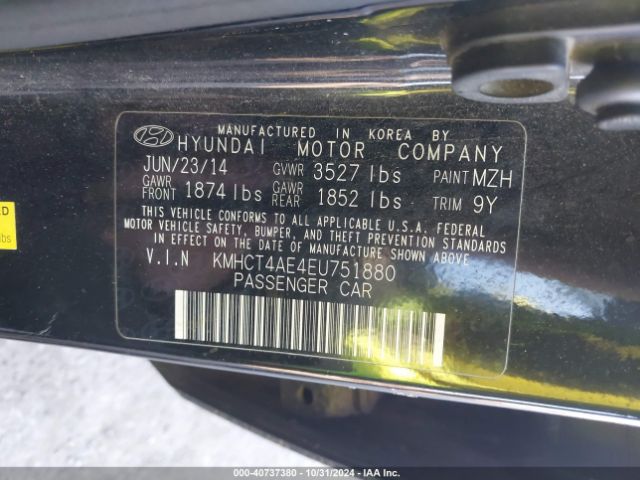 MANUFACTURED IN KOREA BY
HYUNDAI MOTOR COMPANY
JUN/23/14 GVWR 3527 lbs PAINT MZH
GAWR FRONT 1874 lbs GAWR REAR 1852 lbs TRIM 9Y
THIS VEHICLE CONFORMS TO ALL APPLICABLE U.S.A. FEDERAL
MOTOR VEHICLE SAFETY, BUMPER, AND THEFT PREVENTION STANDARDS
IN EFFECT ON THE DATE OF MANUFACTURE SHOWN ABOVE.
V.I.N KMHCT4AE4EU751880
PASSENGER CAR
000-40737380 - 10/31/2024 - IAA Inc.